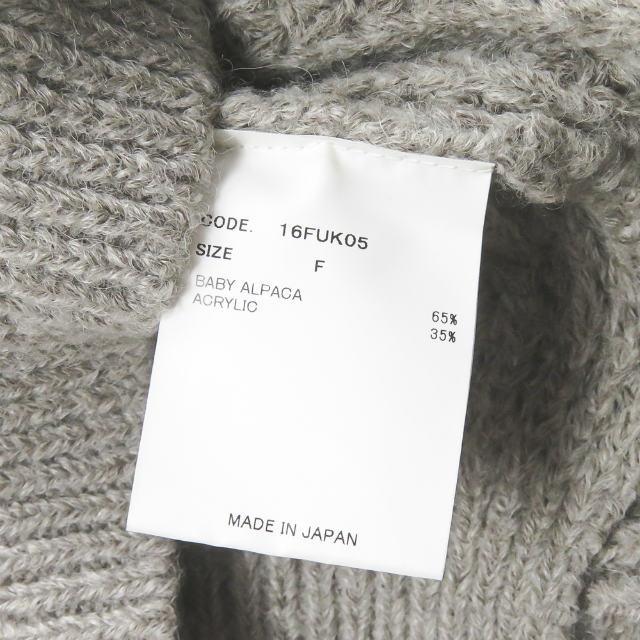 CODE. 16FUK05
SIZE F
BABY ALPACA 65%
ACRYLIC 35%
MADE IN JAPAN